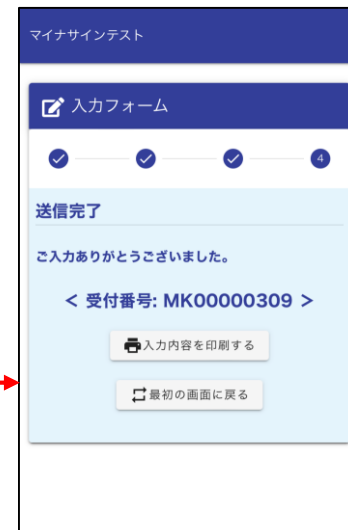 マイナサインテスト
入力フォーム
4
送信完了
ご入力ありがとうございました。
< 受付番号: MK00000309 >
入力内容を印刷する
最初の画面に戻る